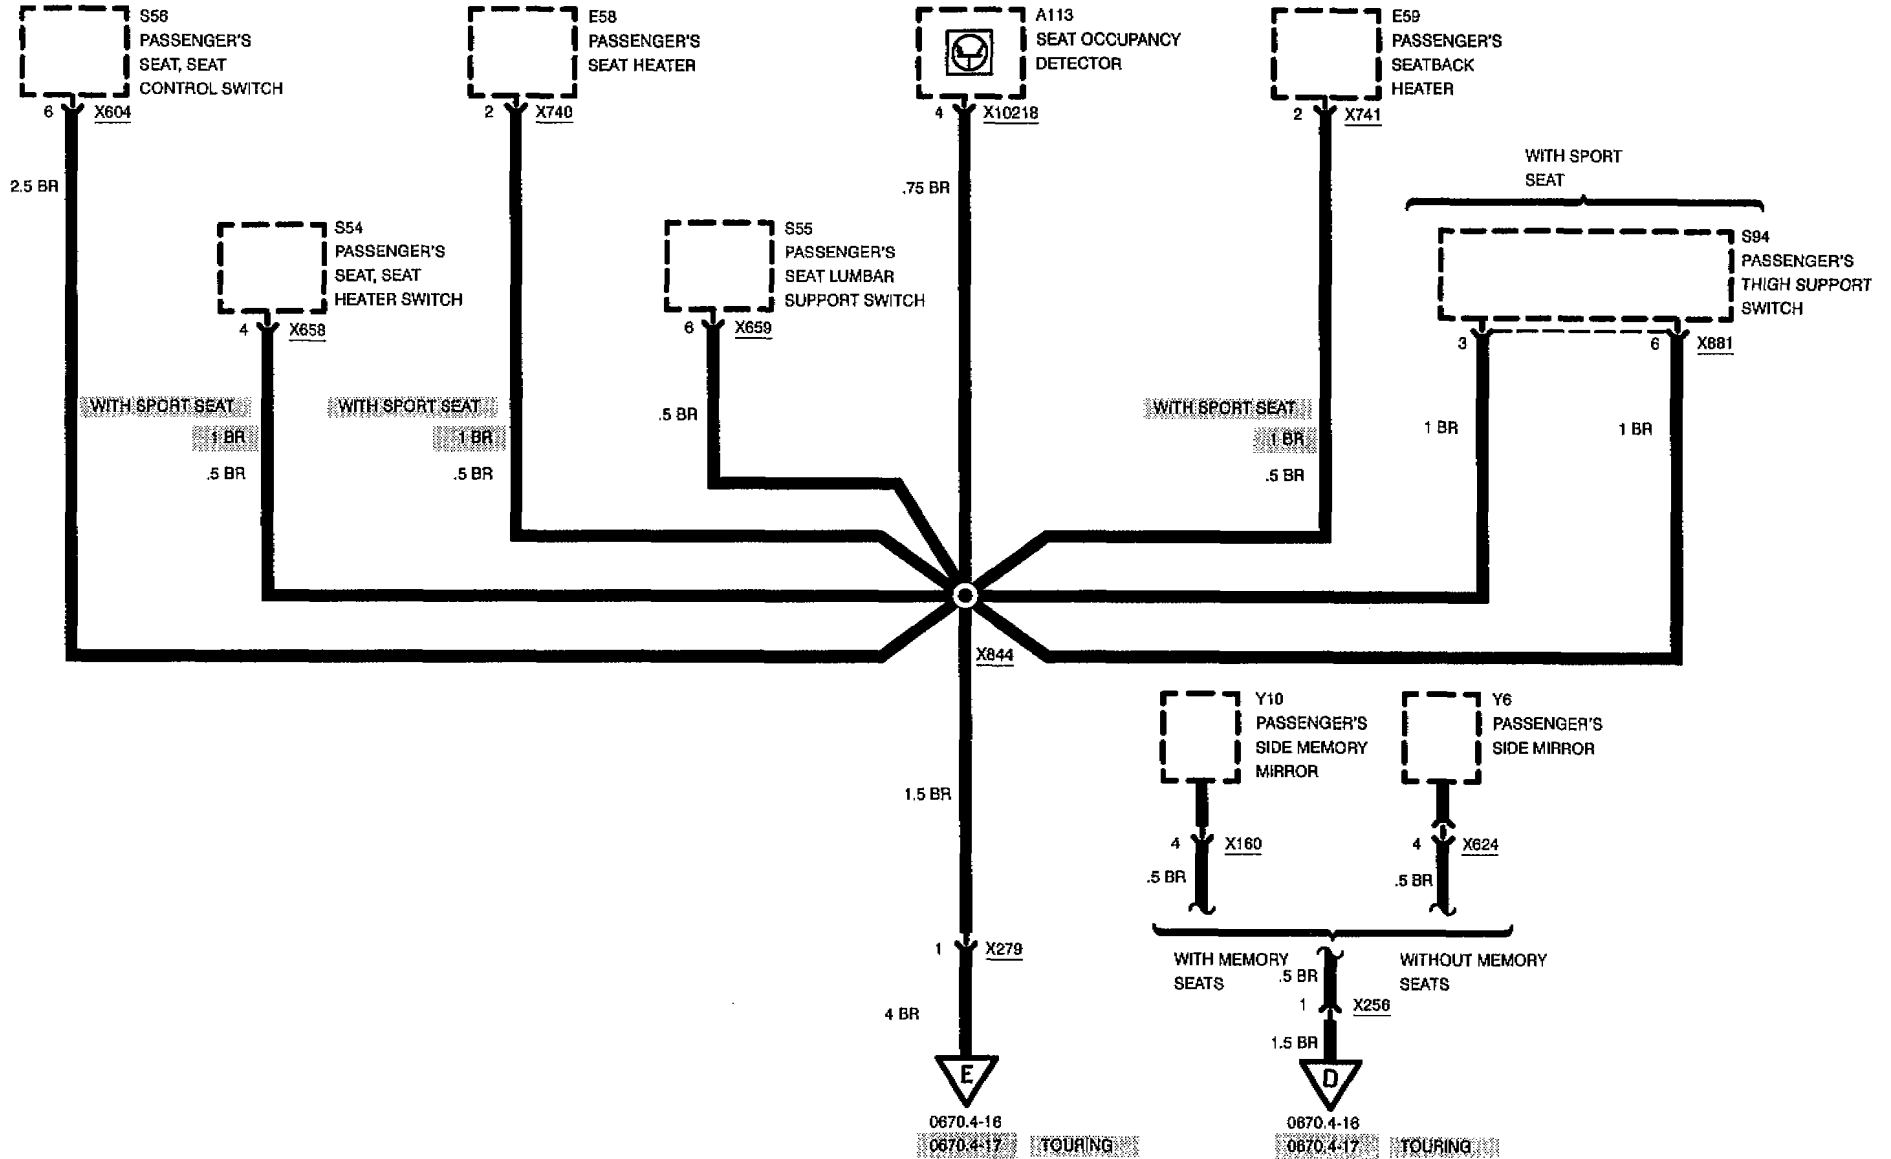 S56
PASSENGER'S
SEAT, SEAT
CONTROL SWITCH
6
X604
2.5 BR
E58
PASSENGER'S
SEAT HEATER
2
X740
A113
SEAT OCCUPANCY
DETECTOR
4
X10218
.75 BR
E59
PASSENGER'S
SEATBACK
HEATER
2
X741
WITH SPORT
SEAT
S54
PASSENGER'S
SEAT, SEAT
HEATER SWITCH
4
X658
S55
PASSENGER'S
SEAT LUMBAR
SUPPORT SWITCH
6
X659
S94
PASSENGER'S
THIGH SUPPORT
SWITCH
3
6
X881
WITH SPORT SEAT
1 BR
.5 BR
WITH SPORT SEAT
1 BR
.5 BR
.5 BR
WITH SPORT SEAT
1 BR
.5 BR
1 BR
1 BR
X844
Y10
PASSENGER'S
SIDE MEMORY
MIRROR
4
X160
.5 BR
Y6
PASSENGER'S
SIDE MIRROR
4
X624
.5 BR
1.5 BR
1
X279
4 BR
E
0670.4-16
0670.4-17 TOURING
WITH MEMORY
SEATS
WITHOUT MEMORY
SEATS
.5 BR
1
X256
1.5 BR
D
0670.4-16
0670.4-17 TOURING